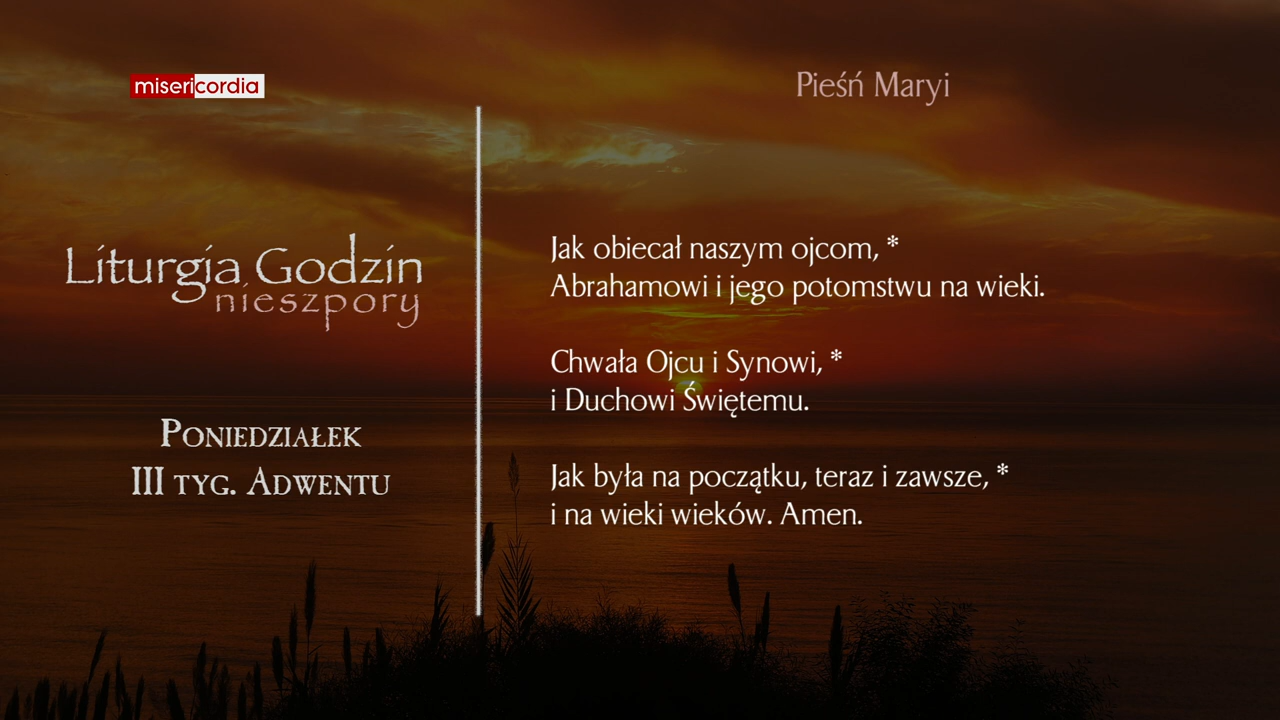 misericordia
Liturgia Godzin
nieszpory
Poniedziałek
III tyg. Adwentu
Pieśń Maryi
Jak obiecał naszym ojcom, *
Abrahamowi i jego potomstwu na wieki.
Chwała Ojcu i Synowi, *
i Duchowi Świętemu.
Jak była na początku, teraz i zawsze, *
i na wieki wieków. Amen.